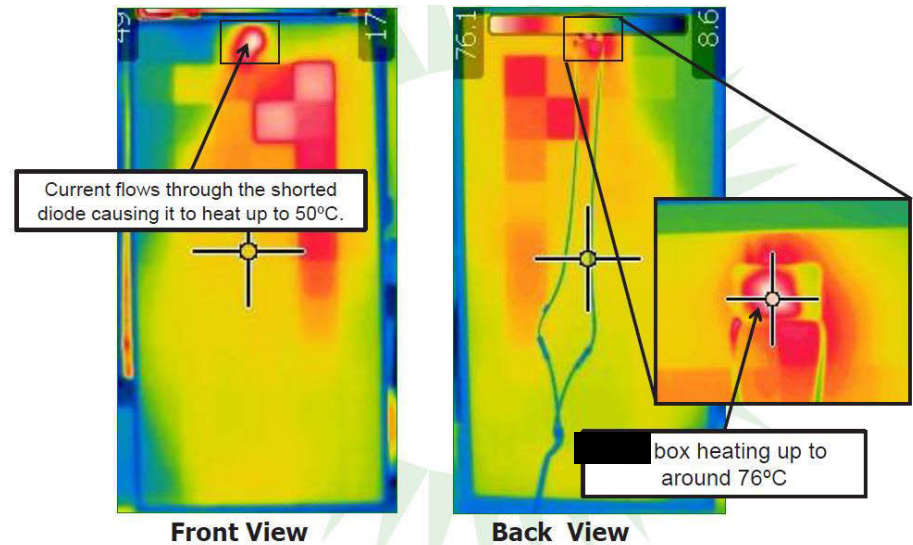 49
17
76.1
8.6
Current flows through the shorted
diode causing it to heat up to 50ºC.
box heating up to
around 76ºC
Front View
Back View